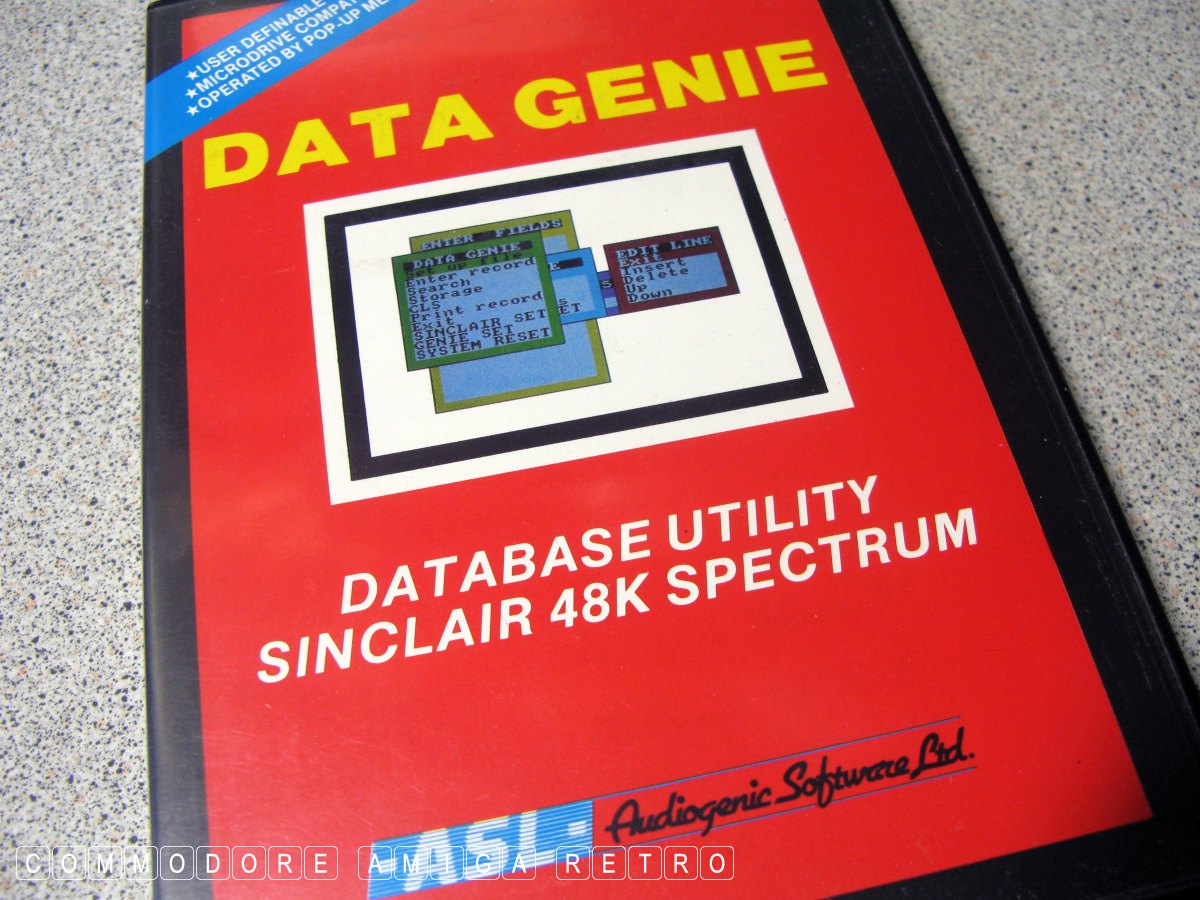 ★USER DEFINABLE
★MICRODRIVE COMPAT
★OPERATED BY POP-UP ME
DATA GENIE
ENTER FIELDS
DATA GENIE
Set up file
Enter record
Search
Storage
CLS
Print record
Exit
SINCLAIR SET
GENIE SET
SYSTEM RESET
EDIT LINE
Exit
Insert
Delete
Up
Down
DATABASE UTILITY
SINCLAIR 48K SPECTRUM
ASL
Audiogenic Software Ltd.
COMMODORE AMIGA RETRO